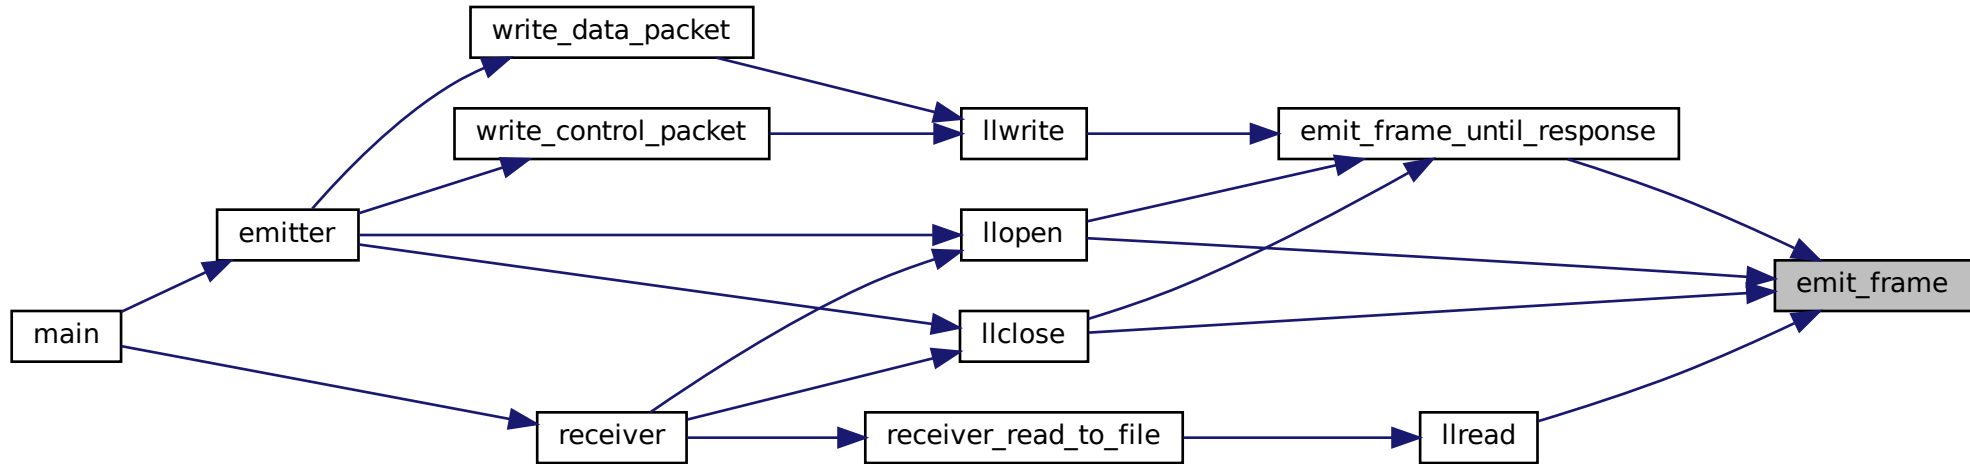 write_data_packet
write_control_packet
llwrite
emit_frame_until_response
emitter
llopen
emit_frame
main
llclose
receiver
receiver_read_to_file
llread